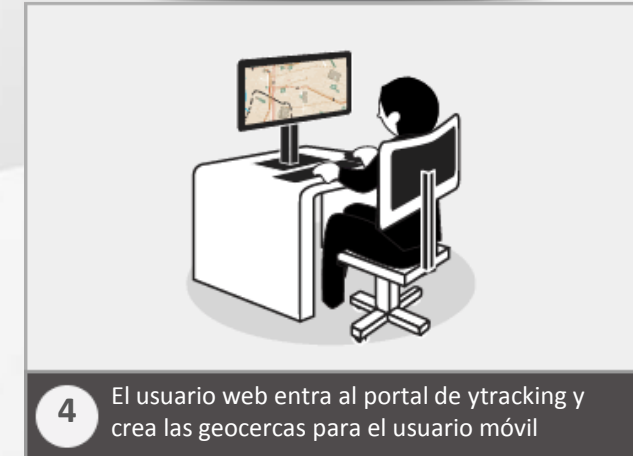 4
El usuario web entra al portal de ytracking y
crea las geocercas para el usuario móvil